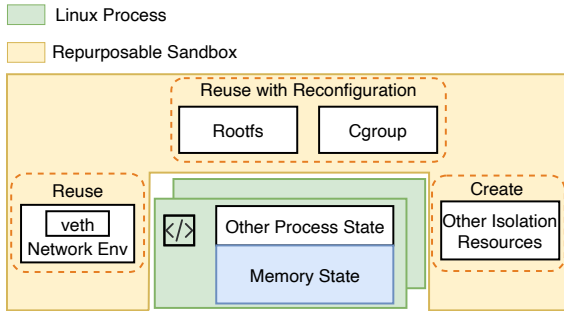 Linux Process
Repurposable Sandbox
Reuse with Reconfiguration
Rootfs
Cgroup
Reuse
veth
Network Env
</>
Other Process State
Memory State
Create
Other Isolation
Resources